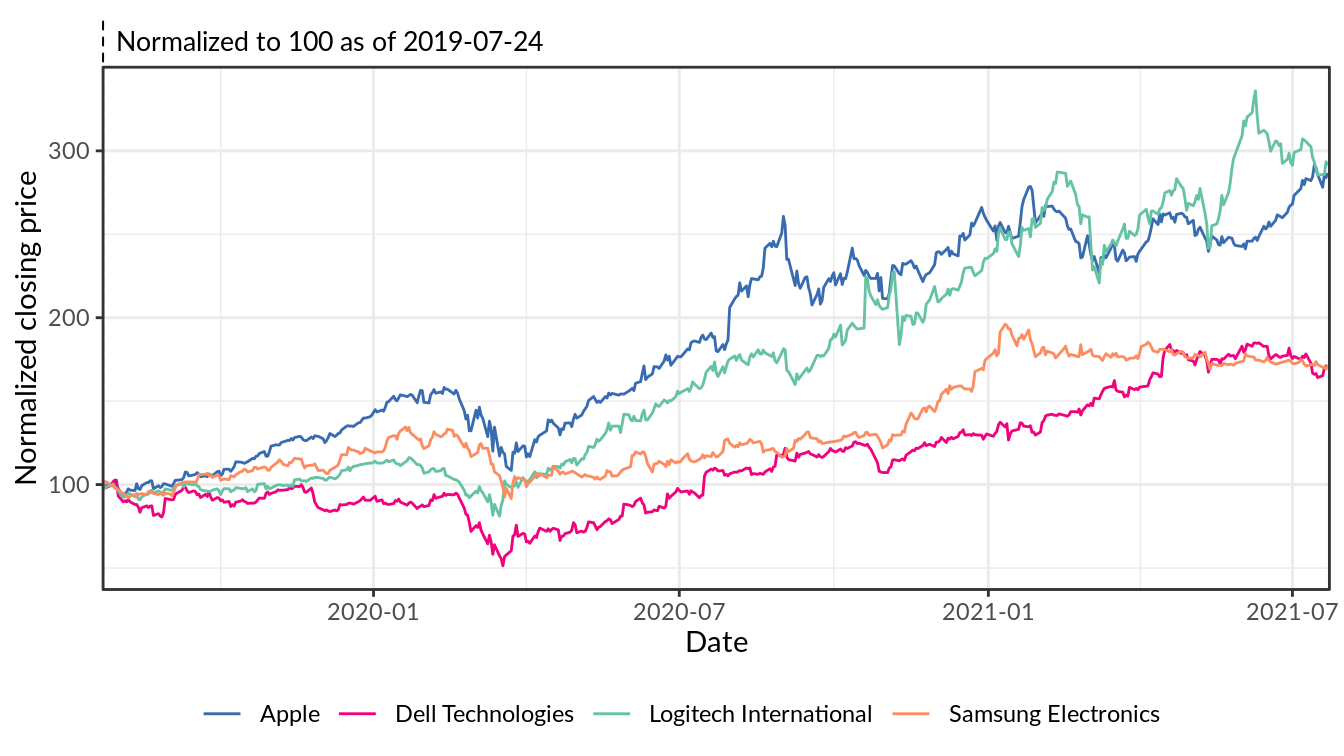 Normalized to 100 as of 2019-07-24
Normalized closing price
300
200
100
2020-01 2020-07 2021-01 2021-07
Date
Apple Dell Technologies Logitech International Samsung Electronics